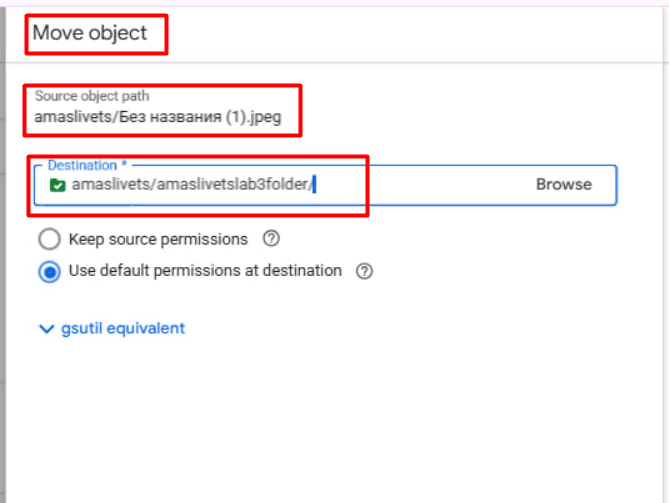 Move object
Source object path
amaslivets/Без названия (1).jpeg
Destination *
amaslivets/amaslivetslab3folder/
Browse
Keep source permissions
Use default permissions at destination
gsutil equivalent